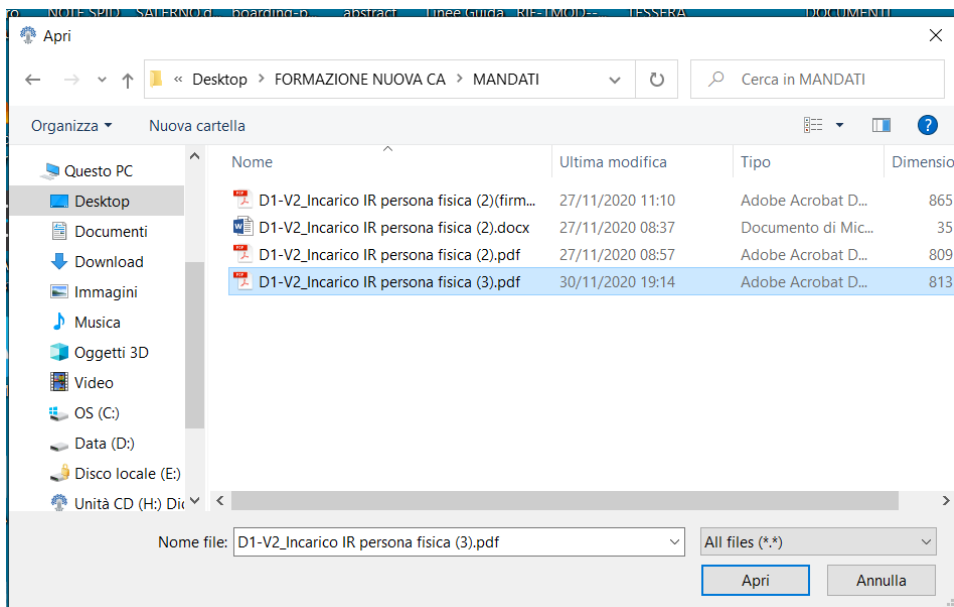 NOTE SPID SALERNO.d... boarding-p... abstract Linee Guida RIF-1MOD--... TESSERA DOCUMENTI
Apri
« Desktop > FORMAZIONE NUOVA CA > MANDATI
Cerca in MANDATI
Organizza
Nuova cartella
Questo PC
Desktop
Documenti
Download
Immagini
Musica
Oggetti 3D
Video
OS (C:)
Data (D:)
Disco locale (E:)
Unità CD (H:) Di
Nome Ultima modifica Tipo Dimensio
D1-V2_Incarico IR persona fisica (2)(firm... 27/11/2020 11:10 Adobe Acrobat D... 865
D1-V2_Incarico IR persona fisica (2).docx 27/11/2020 08:37 Documento di Mic... 35
D1-V2_Incarico IR persona fisica (2).pdf 27/11/2020 08:57 Adobe Acrobat D... 809
D1-V2_Incarico IR persona fisica (3).pdf 30/11/2020 19:14 Adobe Acrobat D... 813
Nome file: D1-V2_Incarico IR persona fisica (3).pdf
All files (*.*)
Apri
Annulla